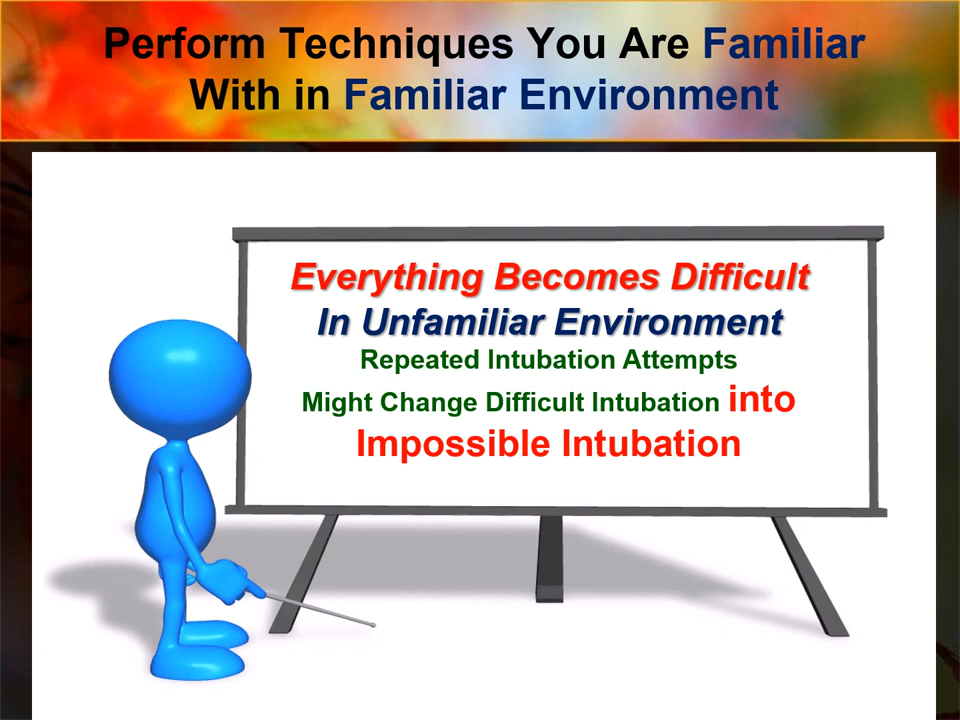 Perform Techniques You Are Familiar
With in Familiar Environment
Everything Becomes Difficult
In Unfamiliar Environment
Repeated Intubation Attempts
Might Change Difficult Intubation into
Impossible Intubation